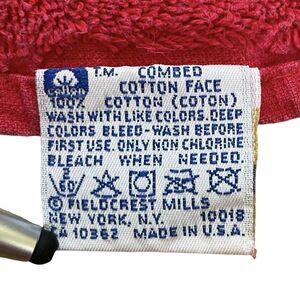 T.M. COMBED
cotton COTTON FACE
100% COTTON (COTON)
WASH WITH LIKE COLORS. DEEP
COLORS BLEED-WASH BEFORE
FIRST USE. ONLY NON CHLORINE
BLEACH WHEN NEEDED.
© FIELDCREST MILLS
NEW YORK, N.Y. 10018
CA 10362 MADE IN U.S.A.